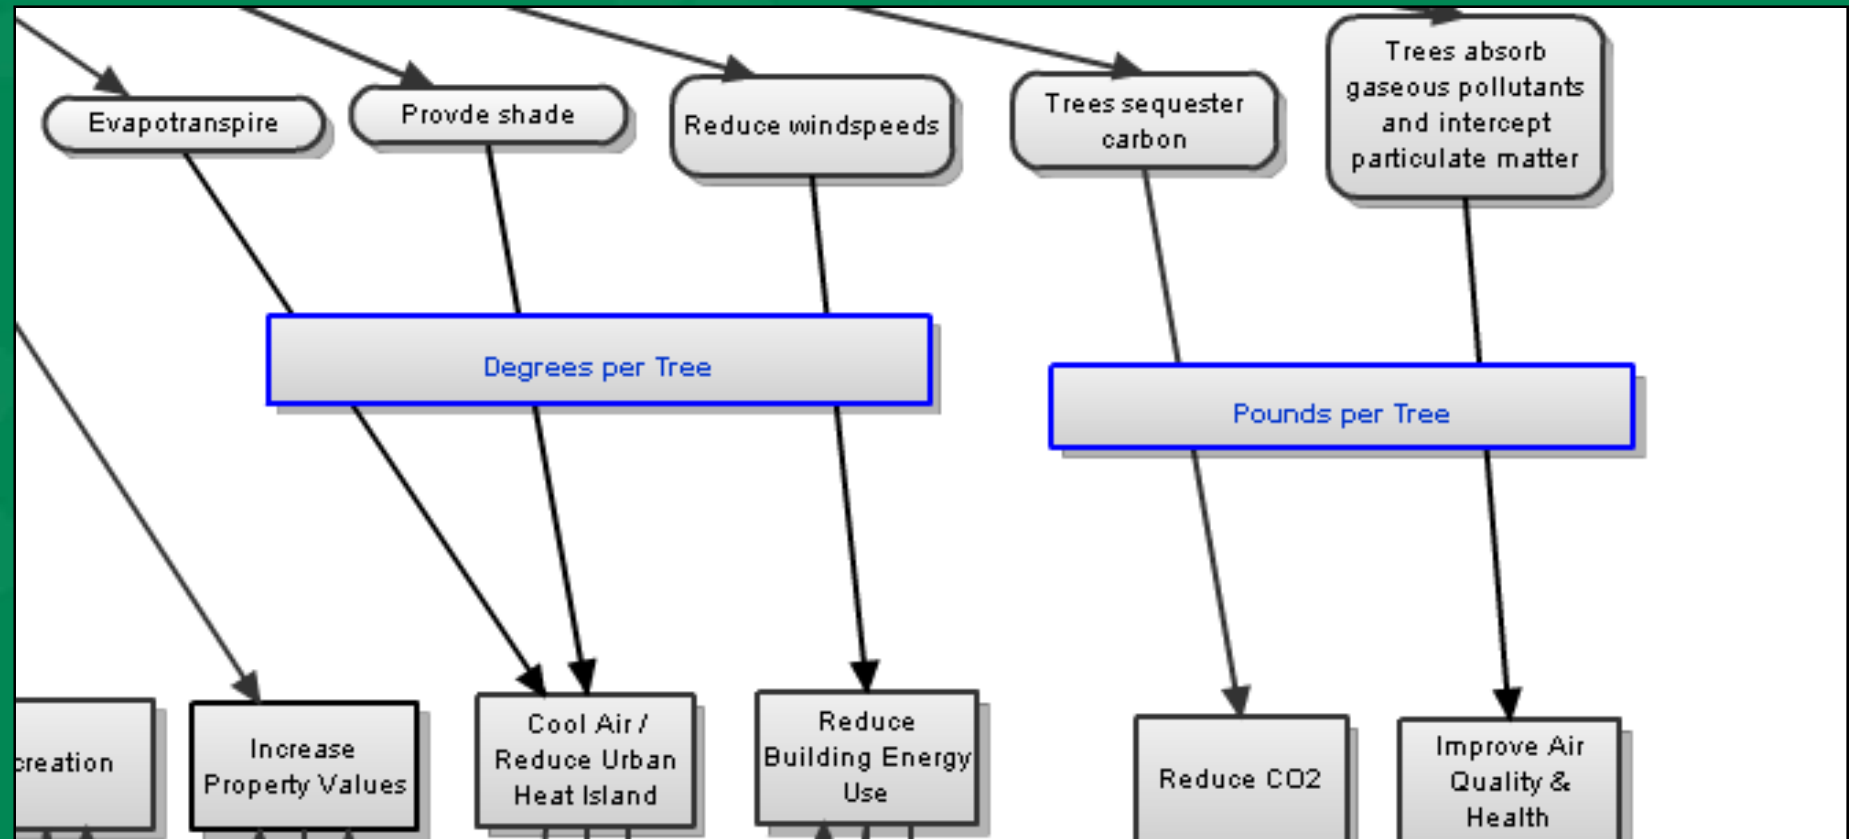 Evapotranspire
Provde shade
Reduce windspeeds
Trees sequester
carbon
Trees absorb
gaseous pollutants
and intercept
particulate matter
Degrees per Tree
Pounds per Tree
creation
Increase
Property Values
Cool Air /
Reduce Urban
Heat Island
Reduce
Building Energy
Use
Reduce CO2
Improve Air
Quality &
Health